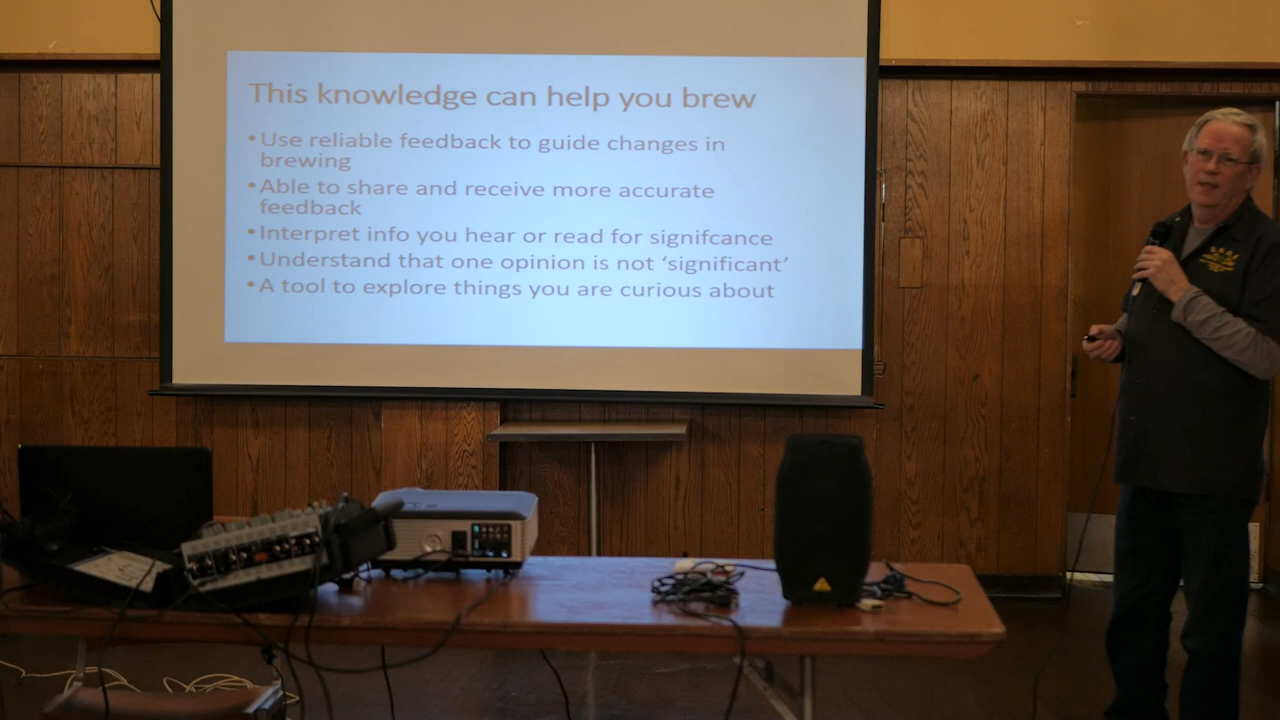 This knowledge can help you brew
• Use reliable feedback to guide changes in
brewing
• Able to share and receive more accurate
feedback
• Interpret info you hear or read for signifcance
• Understand that one opinion is not ‘significant’
• A tool to explore things you are curious about